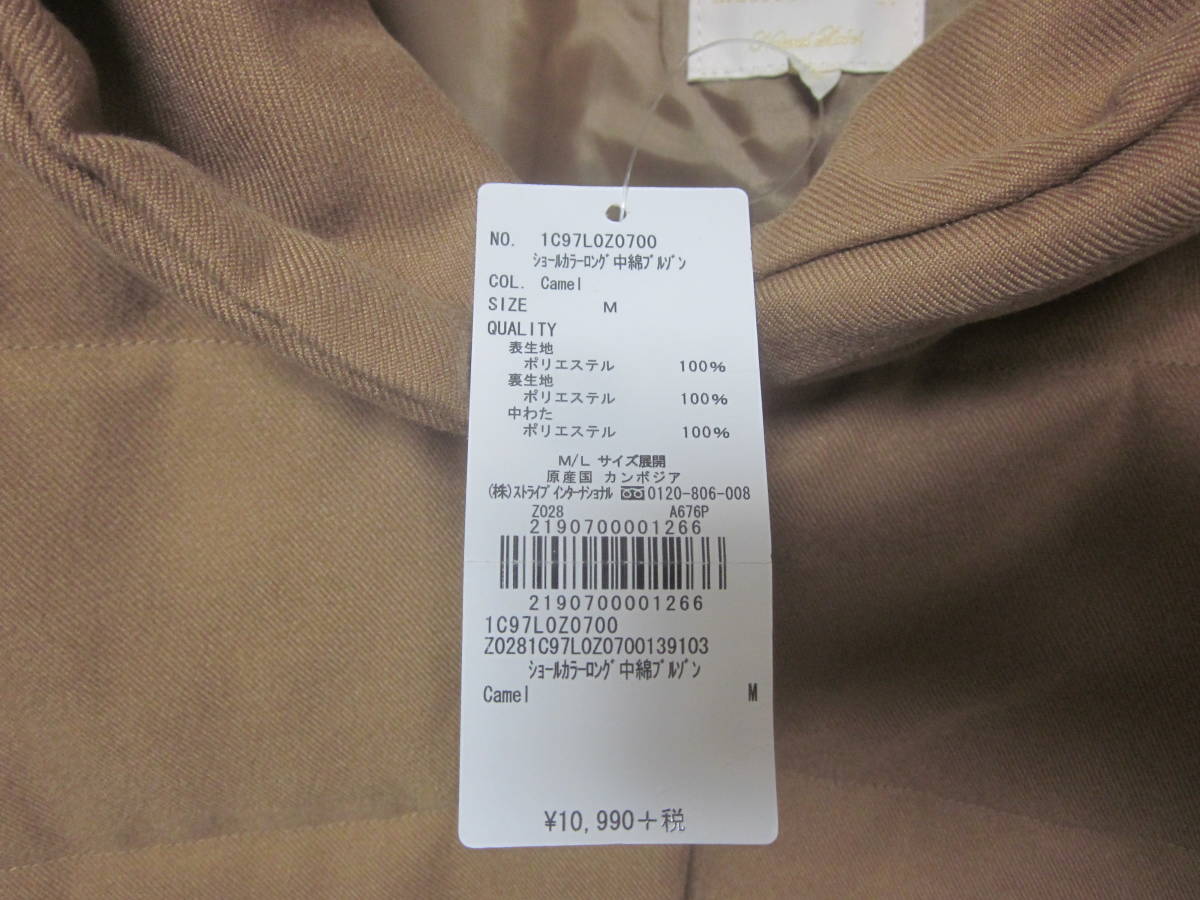 NO. 1C97L0Z0700
ｼｮｰﾙｶﾗｰﾛﾝｸﾞ中綿ﾌﾞﾙｿﾞﾝ
COL. Camel
SIZE M
QUALITY
表生地
ポリエステル 100%
裏生地
ポリエステル 100%
中わた
ポリエステル 100%
M/L サイズ展開
原産国 カンボジア
(株)ｽﾄﾗｲﾌﾟｲﾝﾀｰﾅｼｮﾅﾙ 0120-806-008
Z028 A676P
2190700001266
2190700001266
1C97L0Z0700
Z0281C97L0Z0700139103
ｼｮｰﾙｶﾗｰﾛﾝｸﾞ中綿ﾌﾞﾙｿﾞﾝ
Camel M
¥10,990+税